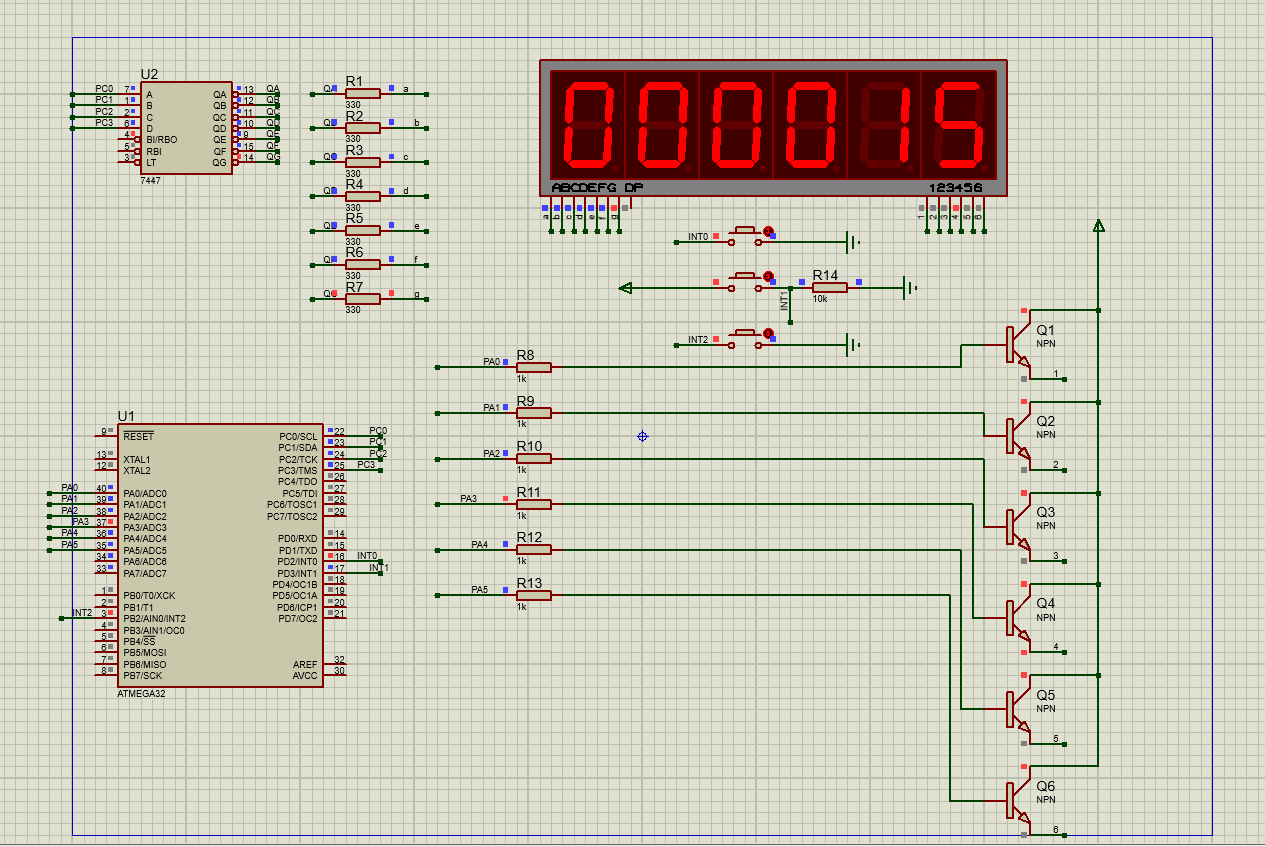 U2
PC0 7 A QA 13 QA
PC1 1 B QB 12 QB
PC2 2 C QC 11 QC
PC3 6 D QD 10 QD
4 BI/RBO QE 9 QE
5 RBI QF 15 QF
3 LT QG 14 QG
7447
R1
a
330
R2
b
330
R3
c
330
R4
d
330
R5
e
330
R6
f
330
R7
g
330
000015
ABCDEFG DP 123456
a b c d e f g 1 2 3 4 5 6
INT0
R14
10k
INT1
INT2
PA0 R8
1k
PA1 R9
1k
PA2 R10
1k
PA3 R11
1k
PA4 R12
1k
PA5 R13
1k
Q1
NPN
1
Q2
NPN
2
Q3
NPN
3
Q4
NPN
4
Q5
NPN
5
Q6
NPN
6
U1
9 RESET PC0/SCL 22 PC0
PC1/SDA 23 PC1
13 XTAL1 PC2/TCK 24 PC2
12 XTAL2 PC3/TMS 25 PC3
PC4/TDO 26
PA0 40 PA0/ADC0 PC5/TDI 27
PA1 39 PA1/ADC1 PC6/TOSC1 28
PA2 38 PA2/ADC2 PC7/TOSC2 29
PA3 37 PA3/ADC3
PA4 36 PA4/ADC4 PD0/RXD 14
PA5 35 PA5/ADC5 PD1/TXD 15
34 PA6/ADC6 PD2/INT0 16 INT0
33 PA7/ADC7 PD3/INT1 17 INT1
PD4/OC1B 18
1 PB0/T0/XCK PD5/OC1A 19
2 PB1/T1 PD6/ICP1 20
INT2 3 PB2/AIN0/INT2 PD7/OC2 21
4 PB3/AIN1/OC0
5 PB4/SS
6 PB5/MOSI
7 PB6/MISO AREF 32
8 PB7/SCK AVCC 30
ATMEGA32